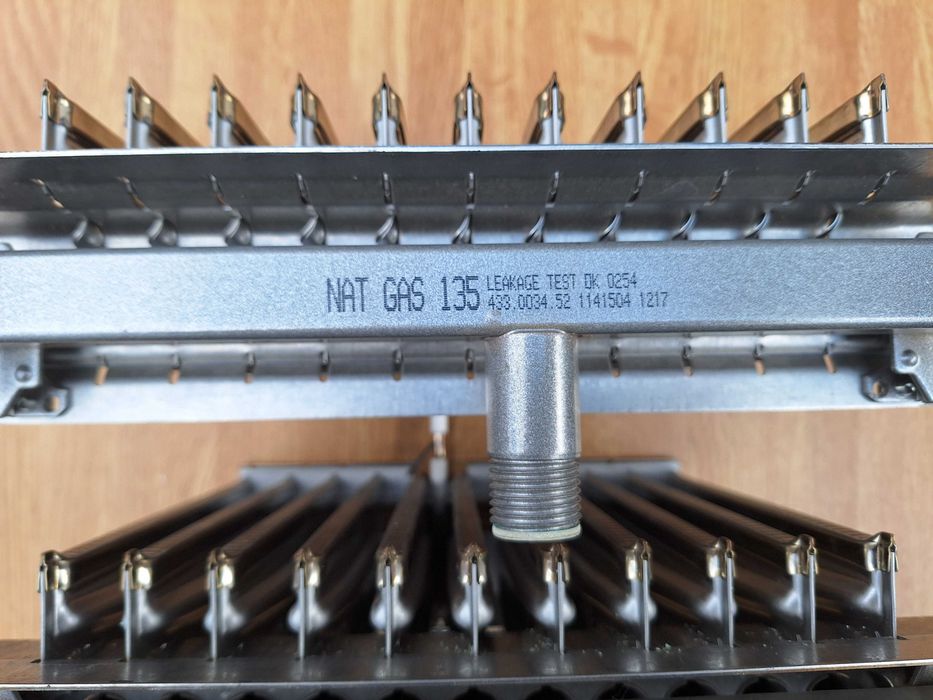 NAT GAS 135
LEAKAGE TEST OK 0254
433.0034.52 1141504 1217